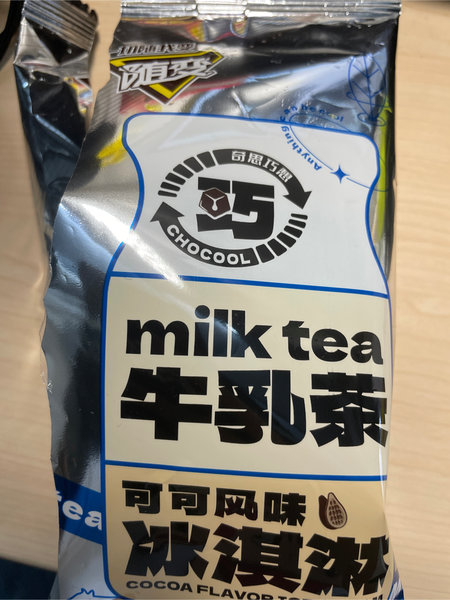 随变
Anything
奇思巧想
巧
CHOCOOL
milk tea
牛乳茶
可可风味
冰淇淋
COCOA FLAVOR
tea